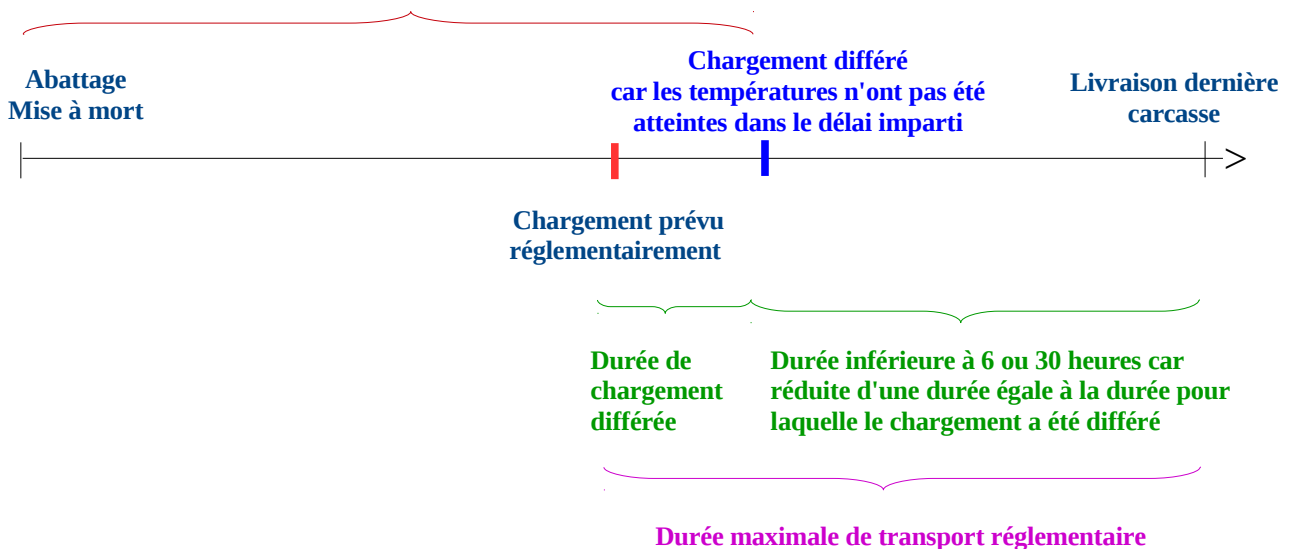 Abattage
Mise à mort
Chargement différé
car les températures n'ont pas été
atteintes dans le délai imparti
Livraison dernière
carcasse
Chargement prévu
réglementairement
Durée de
chargement
différée
Durée inférieure à 6 ou 30 heures car
réduite d'une durée égale à la durée pour
laquelle le chargement a été différé
Durée maximale de transport réglementaire